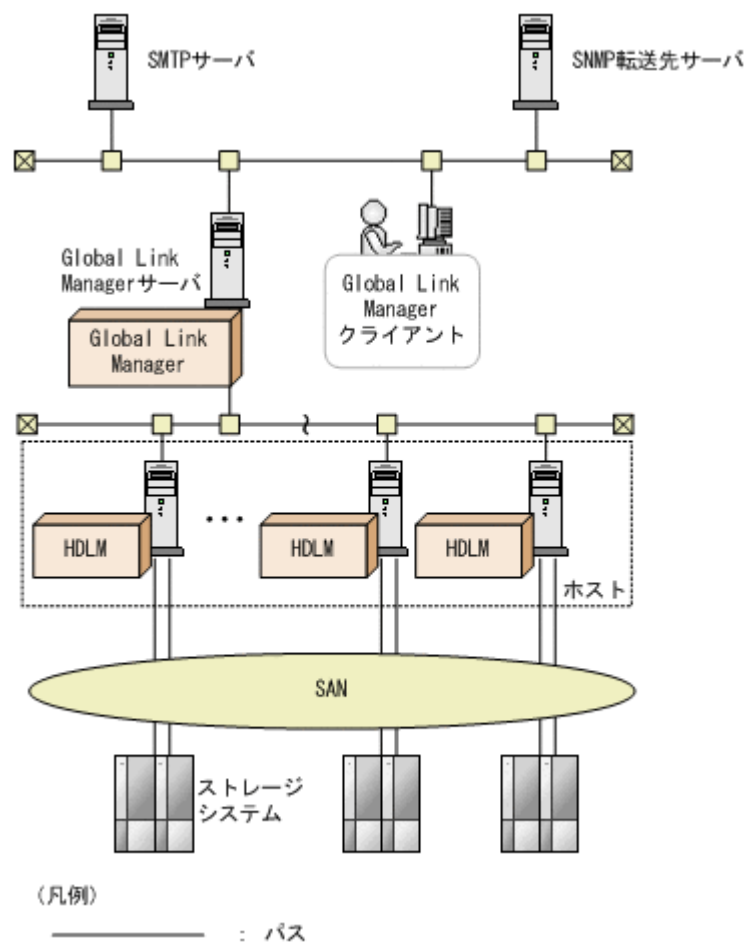 SMTPサーバ
SNMP転送先サーバ
Global Link
Managerサーバ
Global Link
Manager
Global Link
Manager
クライアント
HDLM
・・・
HDLM
HDLM
ホスト
SAN
ストレージ
システム
(凡例)
: パス